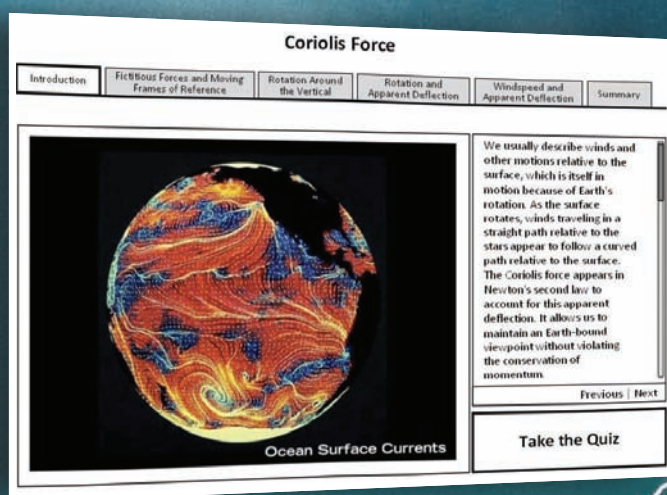 Coriolis Force
Introduction
Fictitious Forces and Moving
Frames of Reference
Rotation Around
the Vertical
Rotation and
Apparent Deflection
Windspeed and
Apparent Deflection
Summary
We usually describe winds and
other motions relative to the
surface, which is itself in
motion because of Earth's
rotation. As the surface
rotates, winds traveling in a
straight path relative to the
stars appear to follow a curved
path relative to the surface.
The Coriolis force appears in
Newton's second law to
account for this apparent
deflection. It allows us to
maintain an Earth-bound
viewpoint without violating
the conservation of
momentum.
Previous | Next
Ocean Surface Currents
Take the Quiz